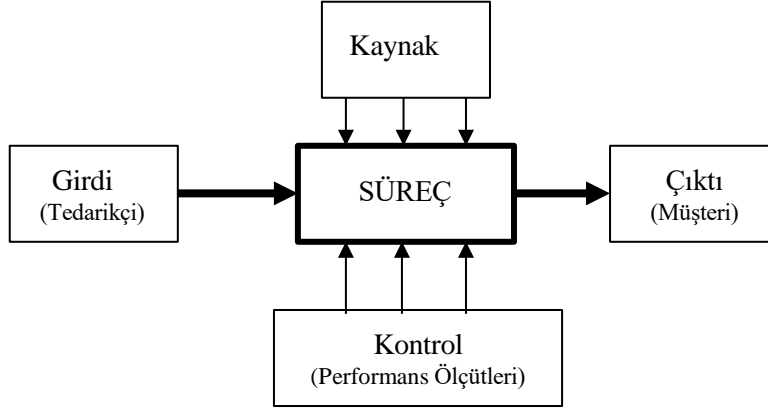 Kaynak
Girdi
(Tedarikçi)
SÜREÇ
Çıktı
(Müşteri)
Kontrol
(Performans Ölçütleri)